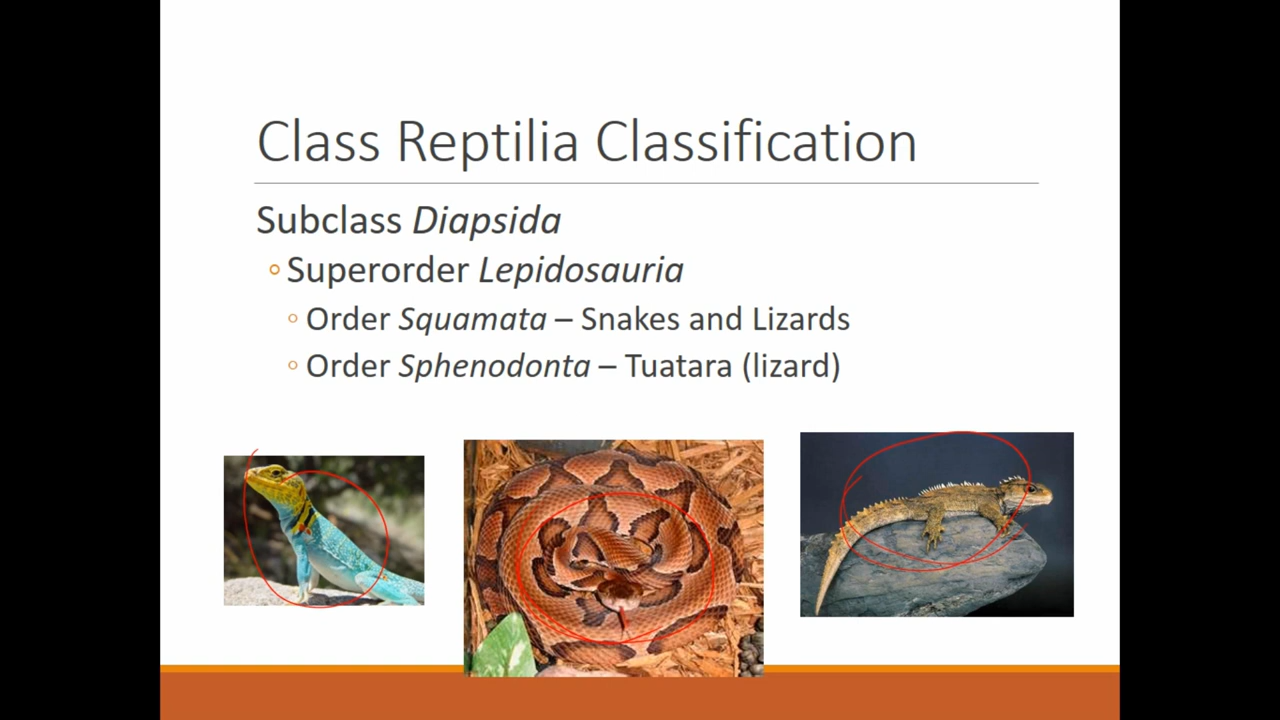 Class Reptilia Classification
Subclass Diapsida
Superorder Lepidosauria
Order Squamata – Snakes and Lizards
Order Sphenodonta – Tuatara (lizard)